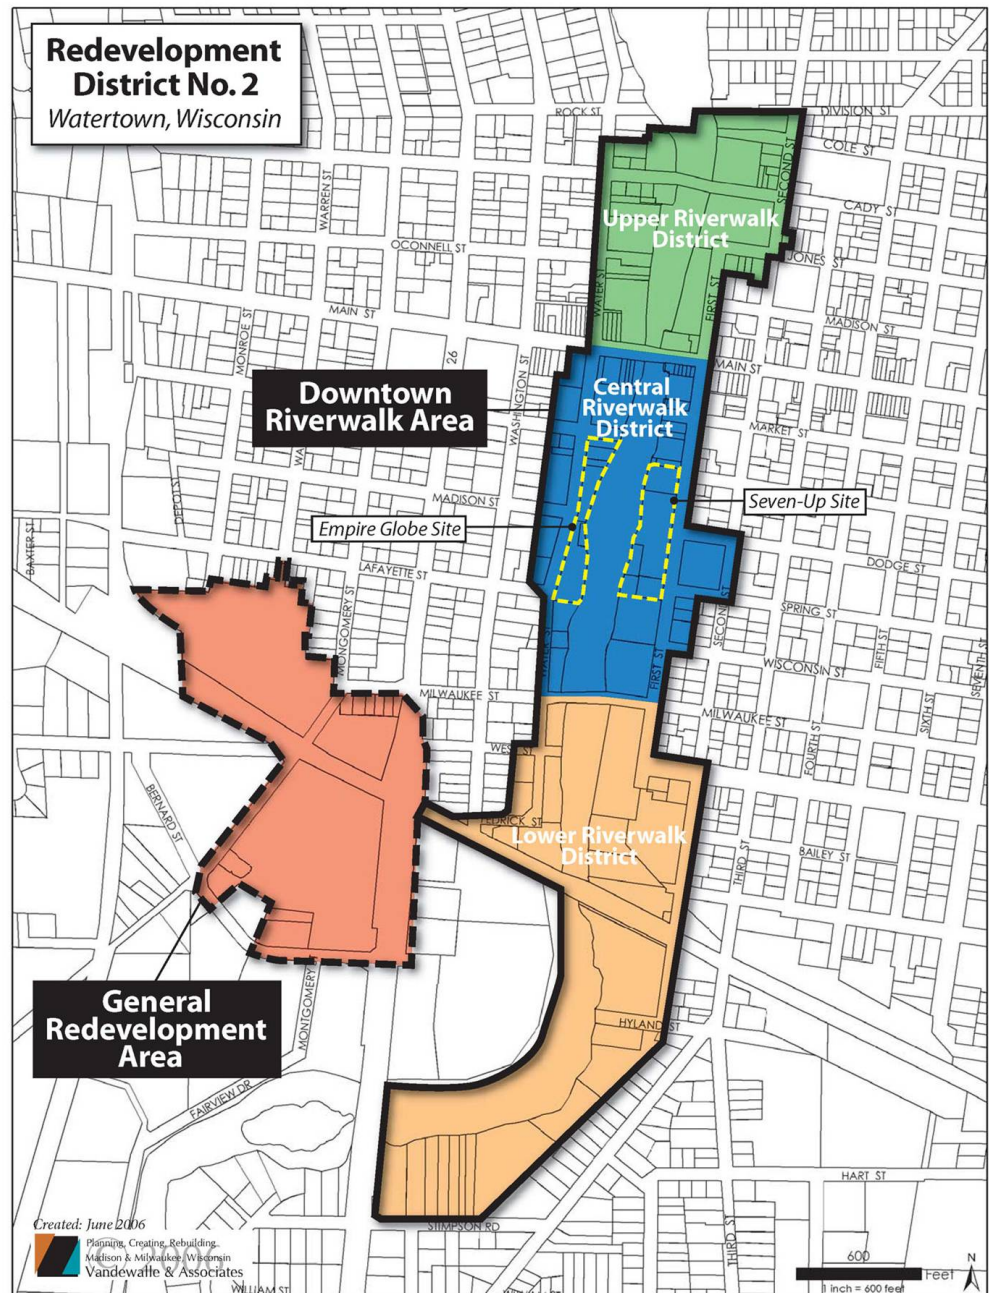 Redevelopment
District No. 2
Watertown, Wisconsin
ROCK ST
DIVISION ST
COLE ST
SECOND ST
WARREN ST
CADY ST
Upper Riverwalk
District
OCONNELL ST
JONES ST
WATER ST
FIRST ST
MAIN ST
MONROE ST
MADISON ST
26
WASHINGTON ST
MAIN ST
Downtown
Riverwalk Area
Central
Riverwalk
District
MARKET ST
WA
DEPOT S
MADISON ST
Seven-Up Site
Empire Globe Site
BAXTER ST
LAFAYETTE ST
DODGE ST
MONTGOMERY ST
SECOND ST
SPRING ST
FIFTH ST
SEVENTH ST
WATER ST
FIRST ST
WISCONSIN ST
MILWAUKEE ST
MILWAUKEE ST
SIXTH ST
FOURTH ST
WEST ST
BERNARD ST
EDRICK ST
Lower Riverwalk
District
THIRD ST
BAILEY ST
General
Redevelopment
Area
MONTGOMERY S
HYLAND ST
FAIRVIEW DR
HART ST
STIMPSON RD
THIRD ST
Created: June 2006
© 2006
Planning, Creating, Rebuilding
Madison & Milwaukee, Wisconsin
Vandewalle & Associates
WILLIAM ST
600
N
Feet
1 inch = 600 feet